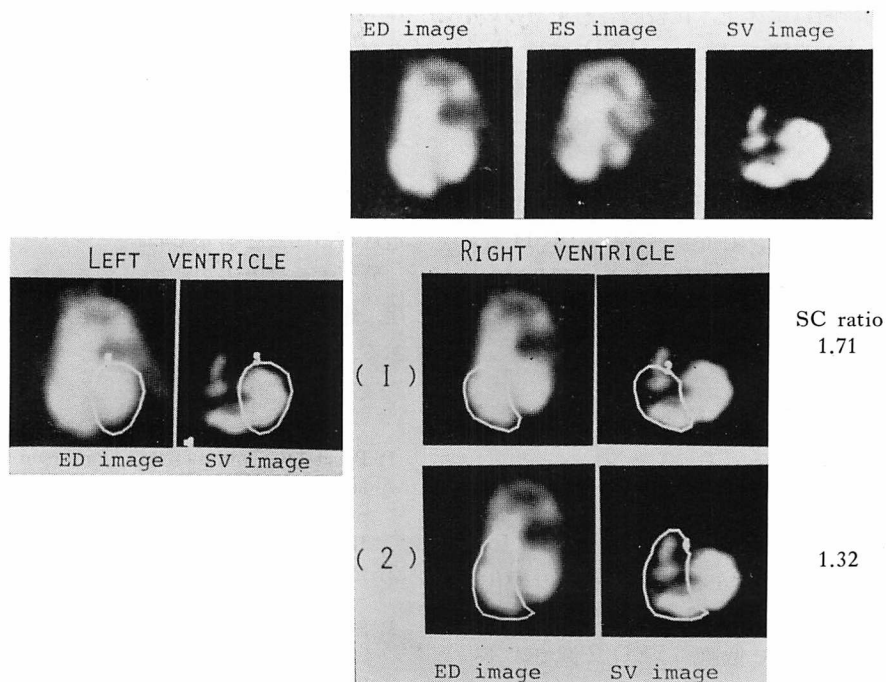 ED image ES image SV image
LEFT VENTRICLE
ED image SV image
RIGHT VENTRICLE
SC ratio
( 1 ) 1.71
( 2 ) 1.32
ED image SV image